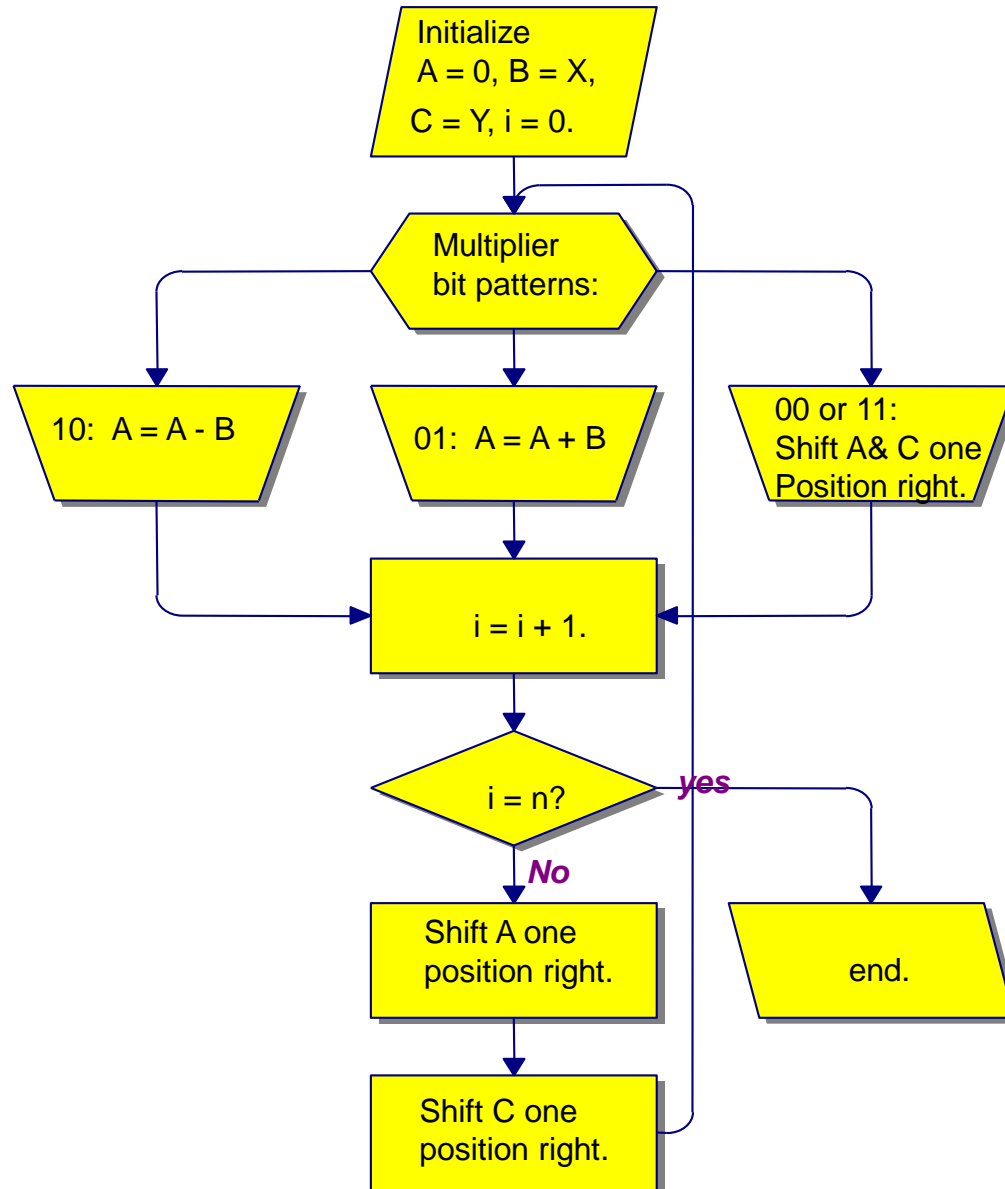 Initialize
A = 0, B = X,
C = Y, i = 0.
Multiplier
bit patterns:
10: A = A - B
01: A = A + B
00 or 11:
Shift A& C one
Position right.
i = i + 1.
i = n?
yes
No
Shift A one
position right.
end.
Shift C one
position right.